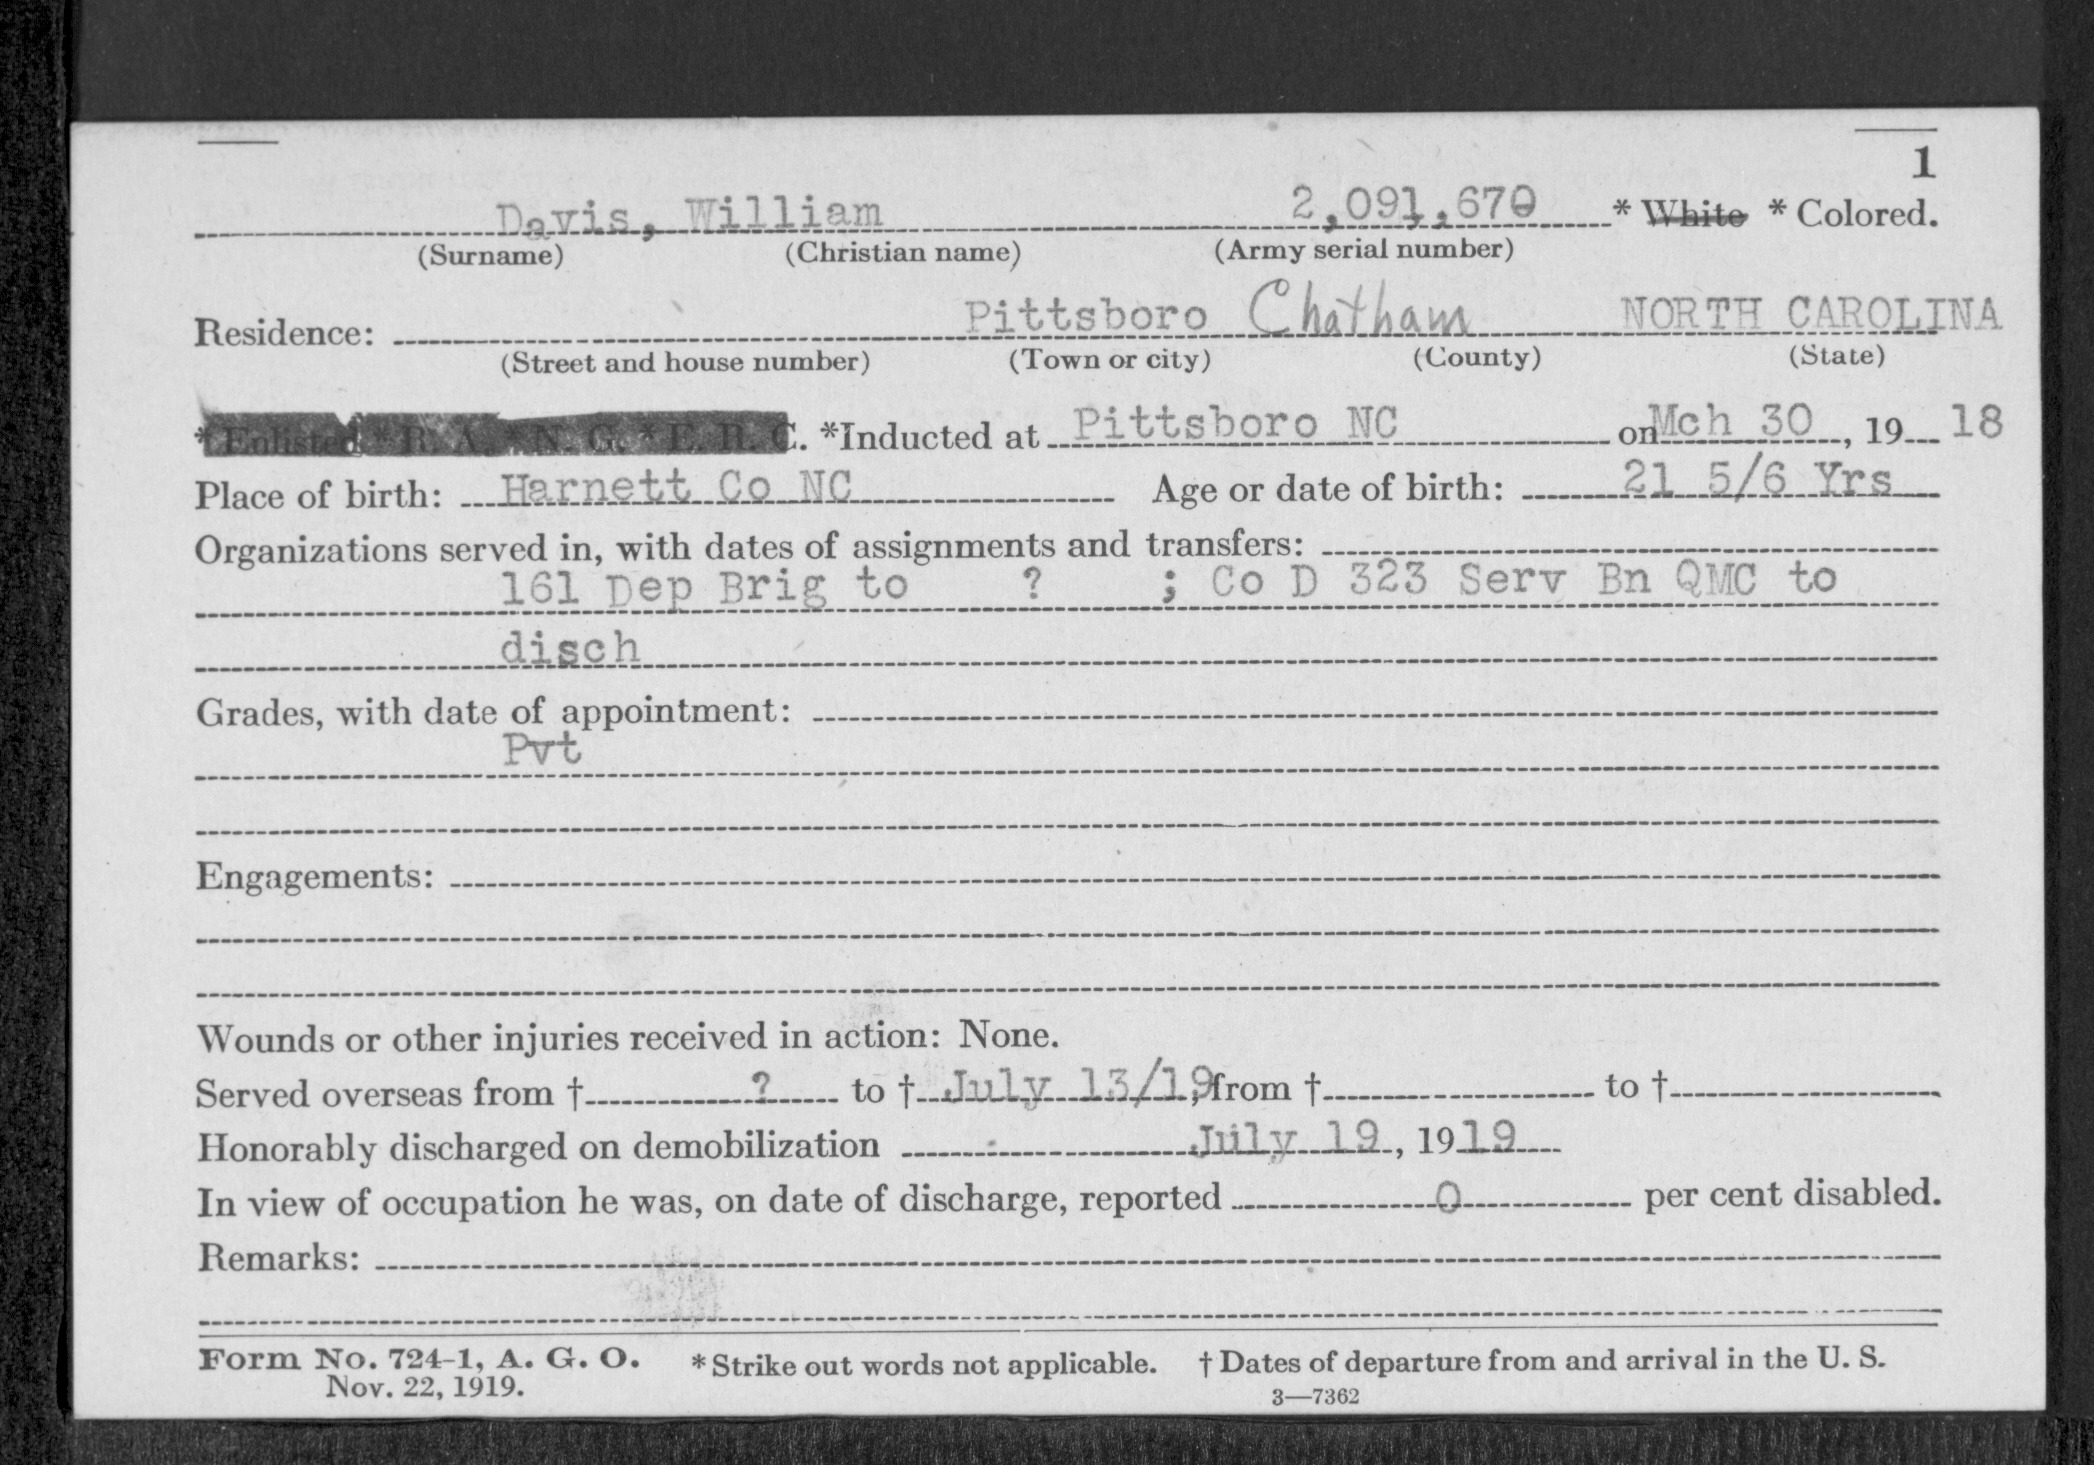 1
Davis, William 2,091,670 * White * Colored.
(Surname) (Christian name) (Army serial number)
Residence: Pittsboro Chatham NORTH CAROLINA
(Street and house number) (Town or city) (County) (State)
* Enlisted * R. A. * N. G. * E. R. C. *Inducted at Pittsboro NC on Mch 30, 19 18
Place of birth: Harnett Co NC Age or date of birth: 21 5/6 Yrs
Organizations served in, with dates of assignments and transfers:
161 Dep Brig to ? ; Co D 323 Serv Bn QMC to
disch
Grades, with date of appointment:
Pvt
Engagements:
Wounds or other injuries received in action: None.
Served overseas from † ? to † July 13/19, from † to †
Honorably discharged on demobilization July 19, 1919
In view of occupation he was, on date of discharge, reported 0 per cent disabled.
Remarks:
Form No. 724-1, A. G. O. * Strike out words not applicable. † Dates of departure from and arrival in the U. S.
Nov. 22, 1919. 3—7362